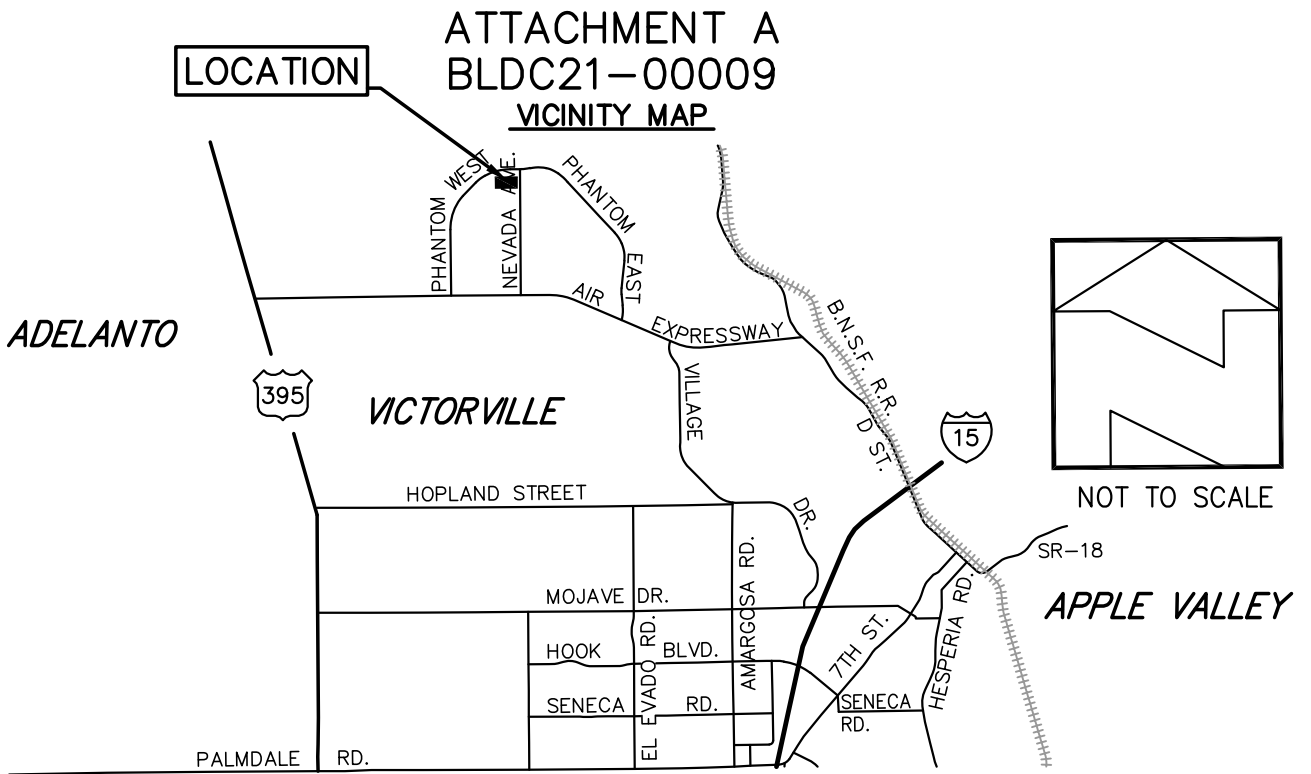 ATTACHMENT A
BLDC21-00009
VICINITY MAP
LOCATION
PHANTOM WEST
NEVADA AVE.
PHANTOM EAST
AIR EXPRESSWAY
ADELANTO
395
VICTORVILLE
VILLAGE DR.
B.N.S.F. R.R.
D ST.
15
NOT TO SCALE
HOPLAND STREET
SR-18
APPLE VALLEY
MOJAVE DR.
AMARGOSA RD.
EL EVADO RD.
HOOK BLVD.
7TH ST.
HESPERIA RD.
SENECA RD.
SENECA
RD.
PALMDALE RD.